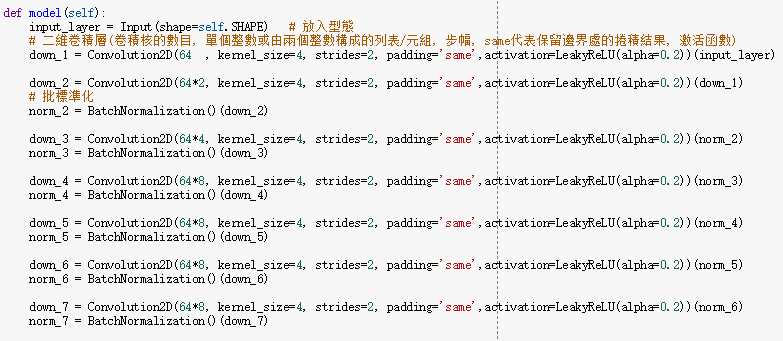 def model(self):
    input_layer = Input(shape=self.SHAPE)   # 放入型態
    # 二維卷積層(卷積核的數目, 單個整數或由兩個整數構成的列表/元組, 步幅, same代表保留邊界處的捲積結果, 激活函數)
    down_1 = Convolution2D(64  , kernel_size=4, strides=2, padding='same',activation=LeakyReLU(alpha=0.2))(input_layer)
    down_2 = Convolution2D(64*2, kernel_size=4, strides=2, padding='same',activation=LeakyReLU(alpha=0.2))(down_1)
    # 批標準化
    norm_2 = BatchNormalization()(down_2)
    down_3 = Convolution2D(64*4, kernel_size=4, strides=2, padding='same',activation=LeakyReLU(alpha=0.2))(norm_2)
    norm_3 = BatchNormalization()(down_3)
    down_4 = Convolution2D(64*8, kernel_size=4, strides=2, padding='same',activation=LeakyReLU(alpha=0.2))(norm_3)
    norm_4 = BatchNormalization()(down_4)
    down_5 = Convolution2D(64*8, kernel_size=4, strides=2, padding='same',activation=LeakyReLU(alpha=0.2))(norm_4)
    norm_5 = BatchNormalization()(down_5)
    down_6 = Convolution2D(64*8, kernel_size=4, strides=2, padding='same',activation=LeakyReLU(alpha=0.2))(norm_5)
    norm_6 = BatchNormalization()(down_6)
    down_7 = Convolution2D(64*8, kernel_size=4, strides=2, padding='same',activation=LeakyReLU(alpha=0.2))(norm_6)
    norm_7 = BatchNormalization()(down_7)